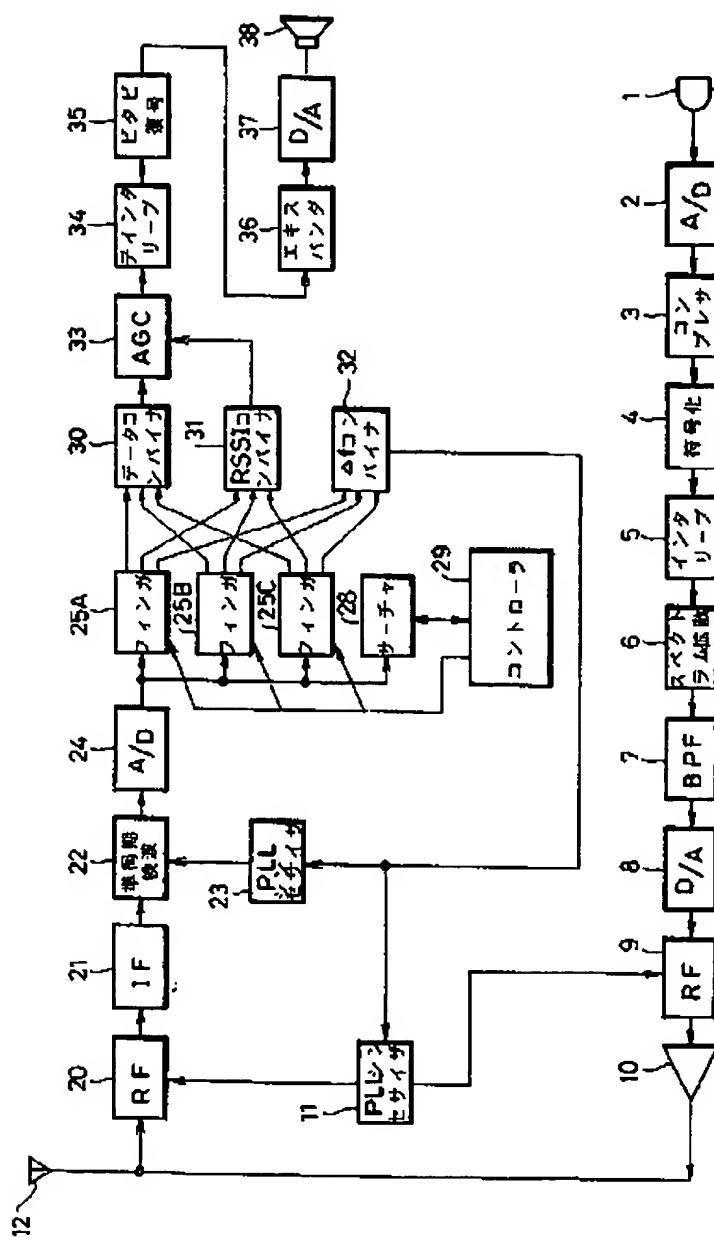 12
20
RF
21
IF
22
準同期
検波
24
A/D
25A
フィンガ
25B
フィンガ
25C
フィンガ
28
サーチャ
29
コントローラ
30
データコ
ンバイナ
31
RSSIコ
ンバイナ
32
Δfコン
バイナ
33
AGC
34
デインタ
リーブ
35
ビタビ
復号
36
エキス
パンダ
37
D/A
38
23
PLLシン
セサイザ
11
PLLシン
セサイザ
1
2
A/D
3
コン
プレサ
4
符号化
5
インタ
リーブ
6
スペクト
ラム拡散
7
BPF
8
D/A
9
RF
10